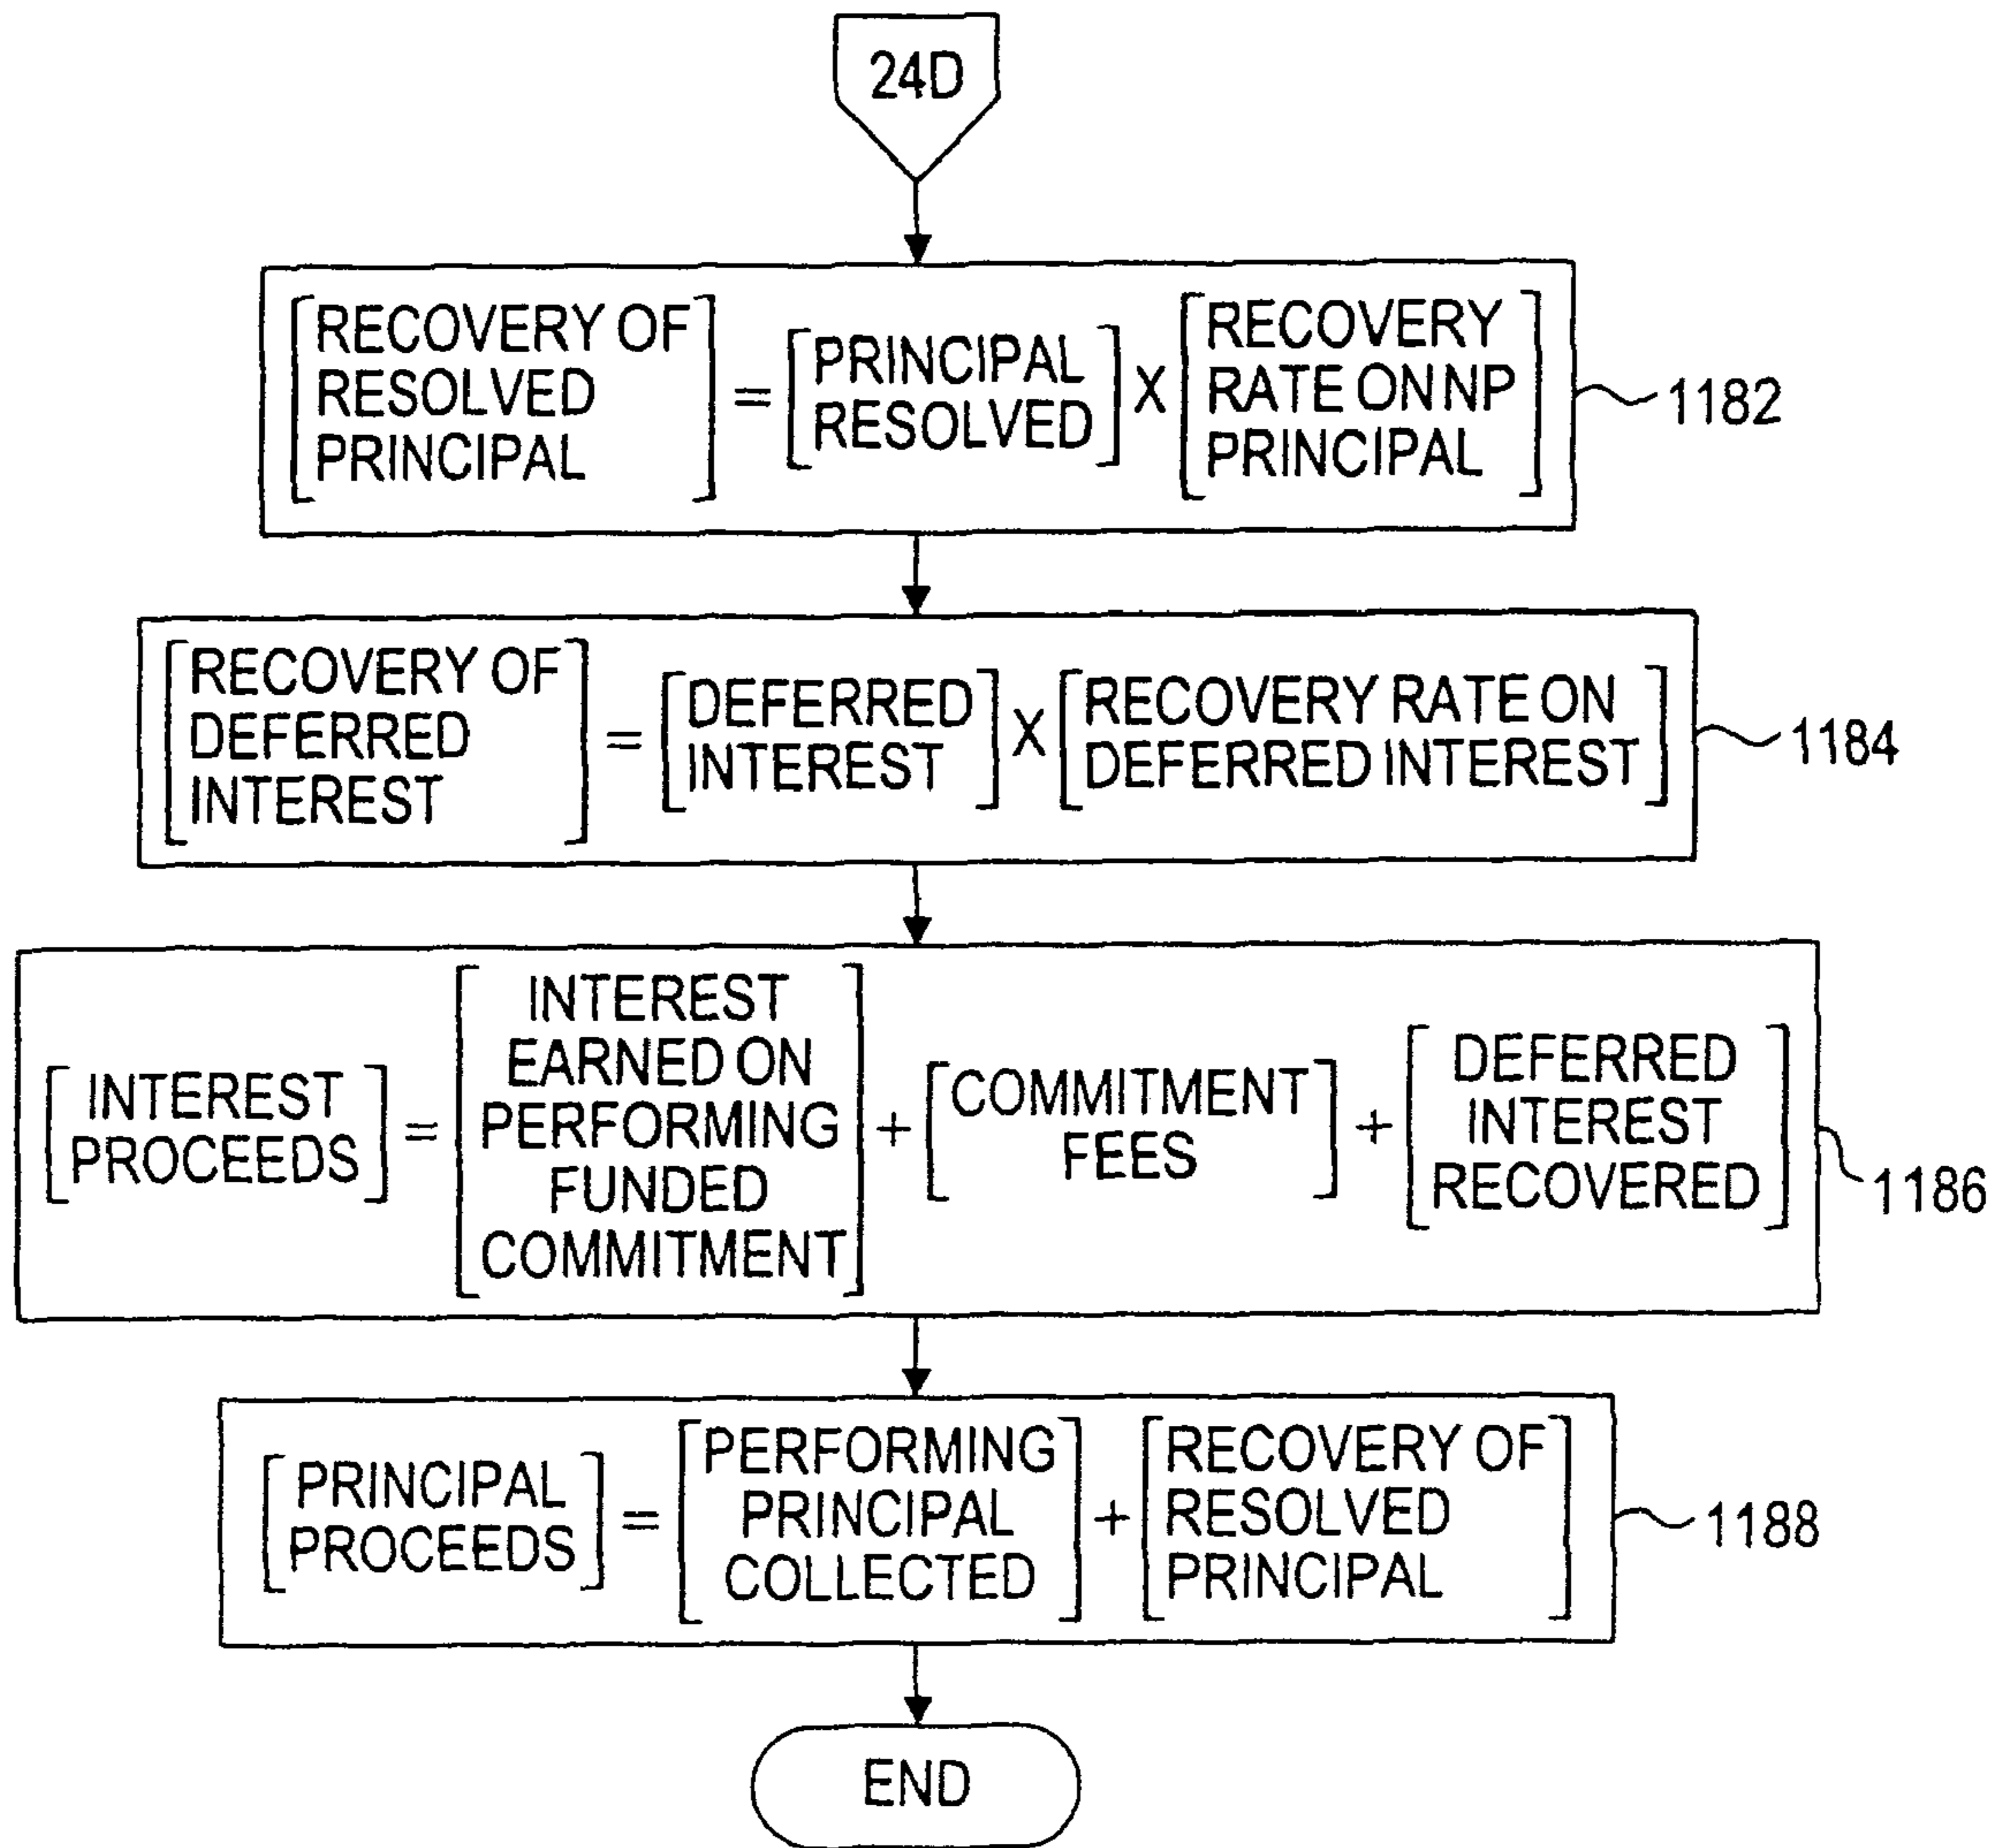 24D
[RECOVERY OF RESOLVED PRINCIPAL] = [PRINCIPAL RESOLVED] X [RECOVERY RATE ON NP PRINCIPAL]
1182
[RECOVERY OF DEFERRED INTEREST] = [DEFERRED INTEREST] X [RECOVERY RATE ON DEFERRED INTEREST]
1184
[INTEREST PROCEEDS] = [INTEREST EARNED ON PERFORMING FUNDED COMMITMENT] + [COMMITMENT FEES] + [DEFERRED INTEREST RECOVERED]
1186
[PRINCIPAL PROCEEDS] = [PERFORMING PRINCIPAL COLLECTED] + [RECOVERY OF RESOLVED PRINCIPAL]
1188
END